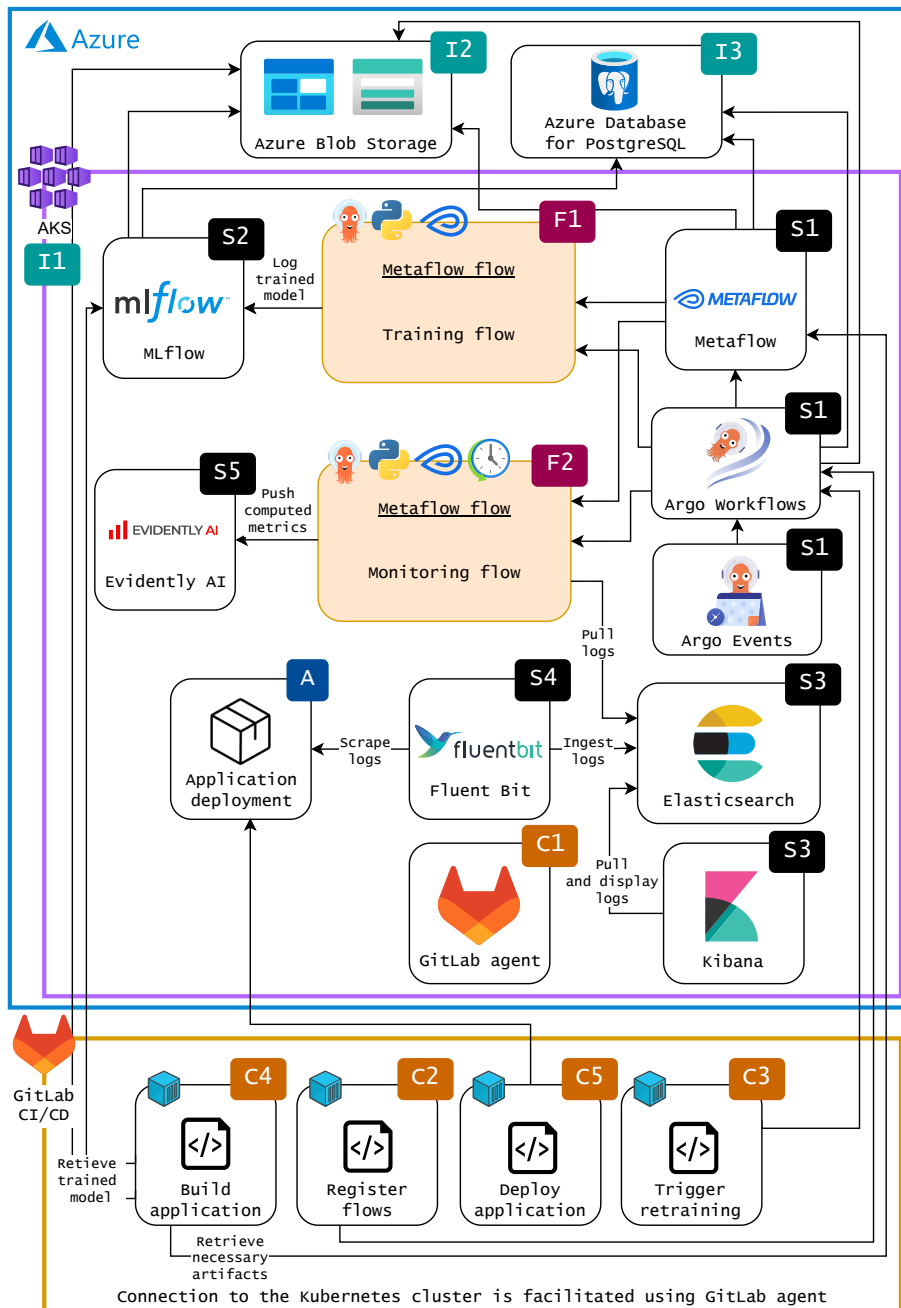 Azure
I2
Azure Blob Storage
I3
Azure Database
for PostgreSQL
AKS
I1
S2
mlflow™
MLflow
Log
trained
model
F1
Metaflow flow
Training flow
S1
METAFLOW
Metaflow
S1
Argo Workflows
S5
EVIDENTLY AI
Evidently AI
Push
computed
metrics
F2
Metaflow flow
Monitoring flow
S1
Argo Events
Pull
logs
A
Application
deployment
Scrape
logs
S4
fluentbit
Fluent Bit
Ingest
logs
S3
Elasticsearch
C1
GitLab agent
Pull
and display
logs
S3
Kibana
GitLab
CI/CD
C4
</>
Build
application
C2
</>
Register
flows
C5
</>
Deploy
application
C3
</>
Trigger
retraining
Retrieve
trained
model
Retrieve
necessary
artifacts
Connection to the Kubernetes cluster is facilitated using GitLab agent